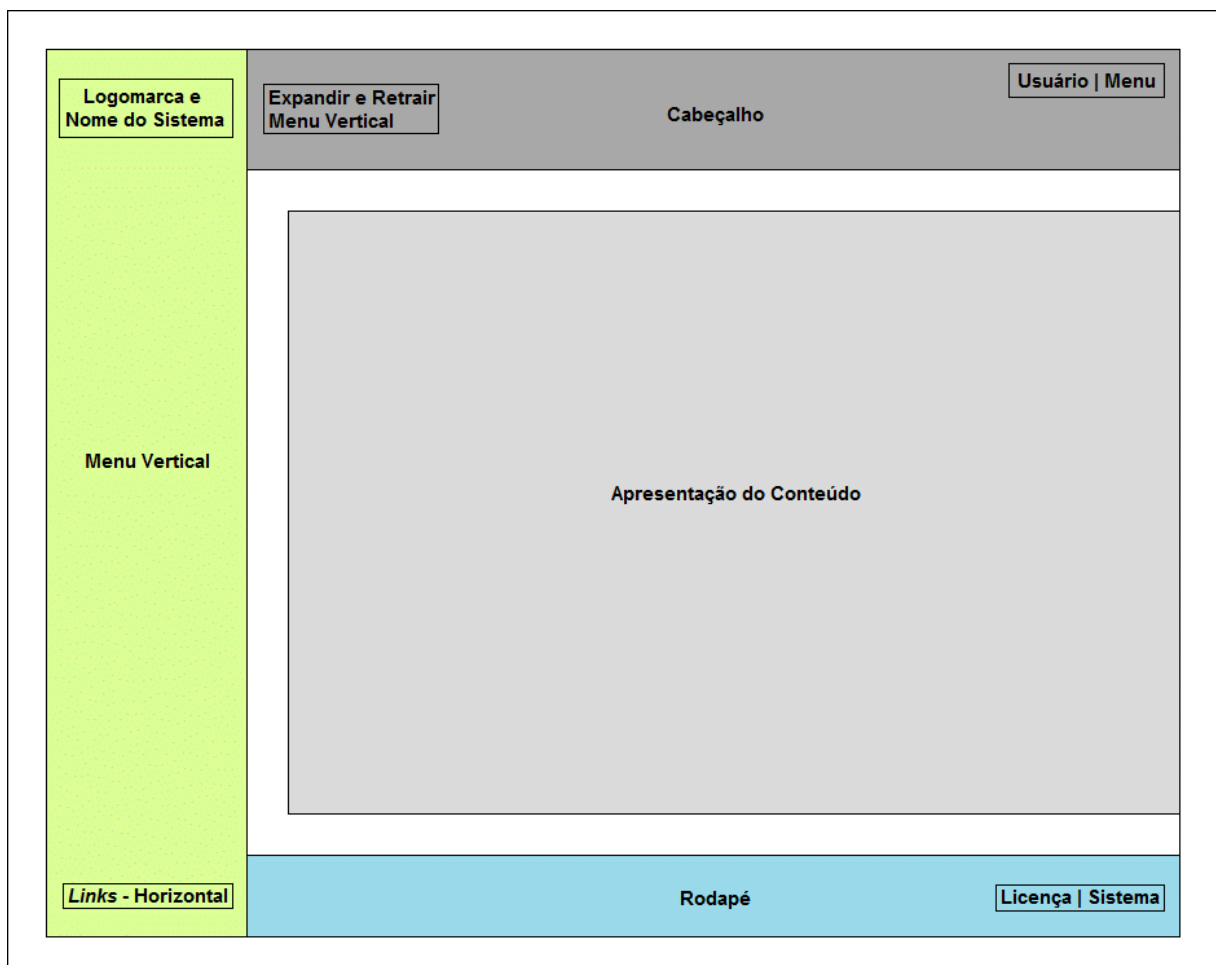 Logomarca e
Nome do Sistema
Expandir e Retrair
Menu Vertical
Cabeçalho
Usuário | Menu
Menu Vertical
Apresentação do Conteúdo
Links - Horizontal
Rodapé
Licença | Sistema